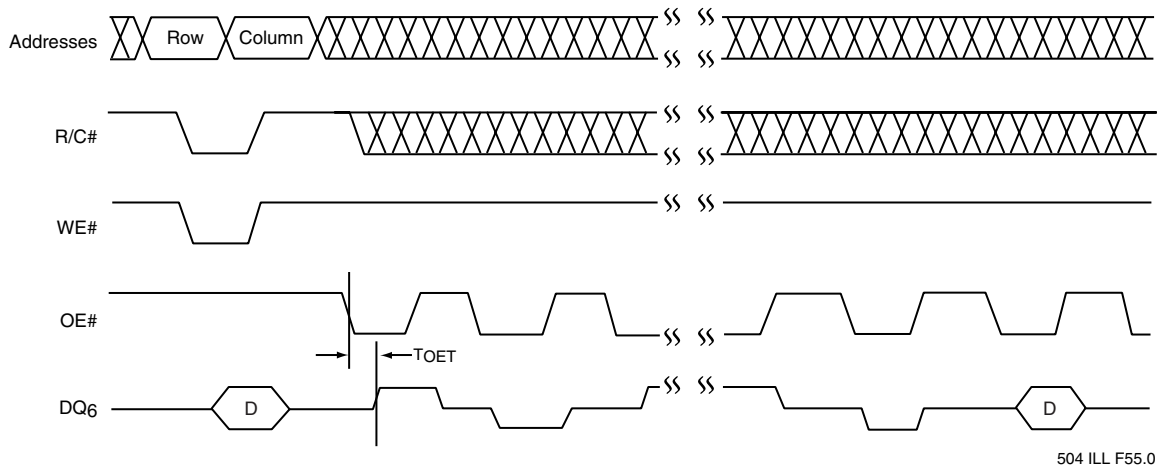 Addresses
Row
Column
R/C#
WE#
OE#
TOET
DQ6
D
D
504 ILL F55.0